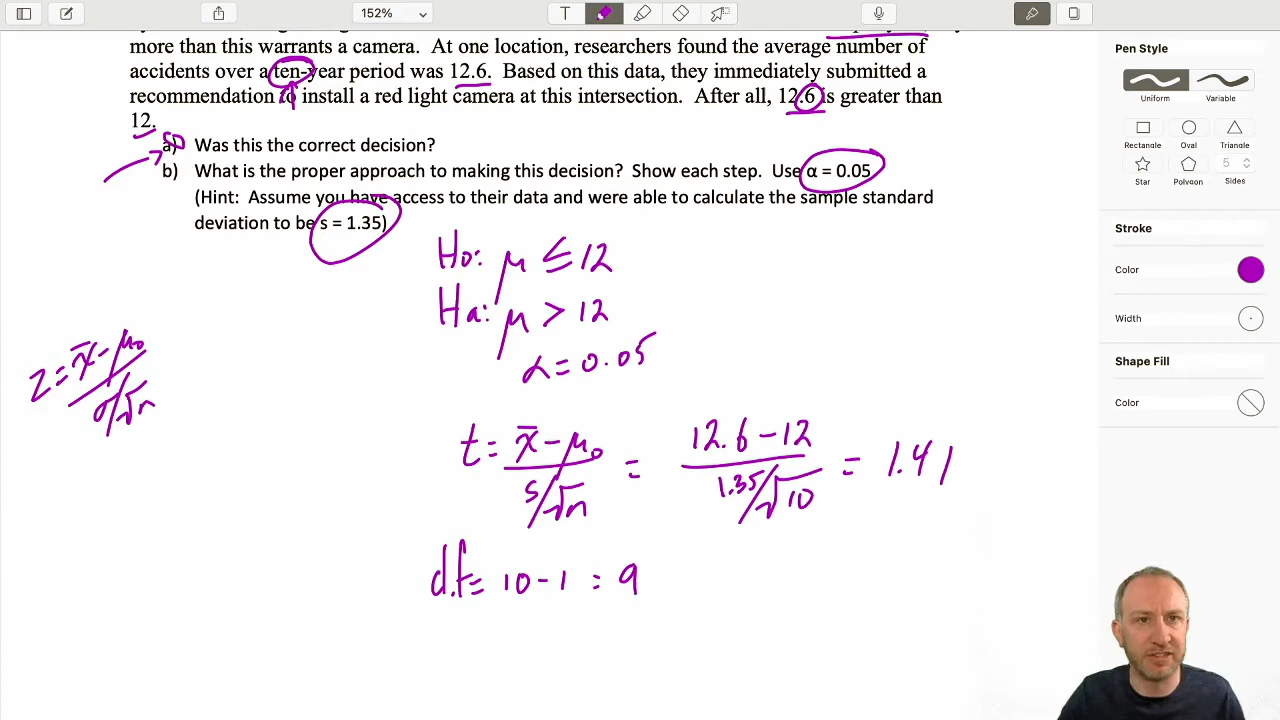 152%
T
more than this warrants a camera. At one location, researchers found the average number of
accidents over a ten-year period was 12.6. Based on this data, they immediately submitted a
recommendation to install a red light camera at this intersection. After all, 12.6 is greater than
12.
a) Was this the correct decision?
b) What is the proper approach to making this decision? Show each step. Use α = 0.05
(Hint: Assume you have access to their data and were able to calculate the sample standard
deviation to be s = 1.35)
Ho: μ ≤ 12
Ha: μ > 12
α = 0.05
z = x̄ - μ₀ / σ/√n
t = x̄ - μ₀ / s/√n = 12.6 - 12 / 1.35/√10 = 1.41
d.f = 10 - 1 = 9
Pen Style
Uniform Variable
Rectangle Oval Triangle
Star Polygon 5 Sides
Stroke
Color
Width
Shape Fill
Color